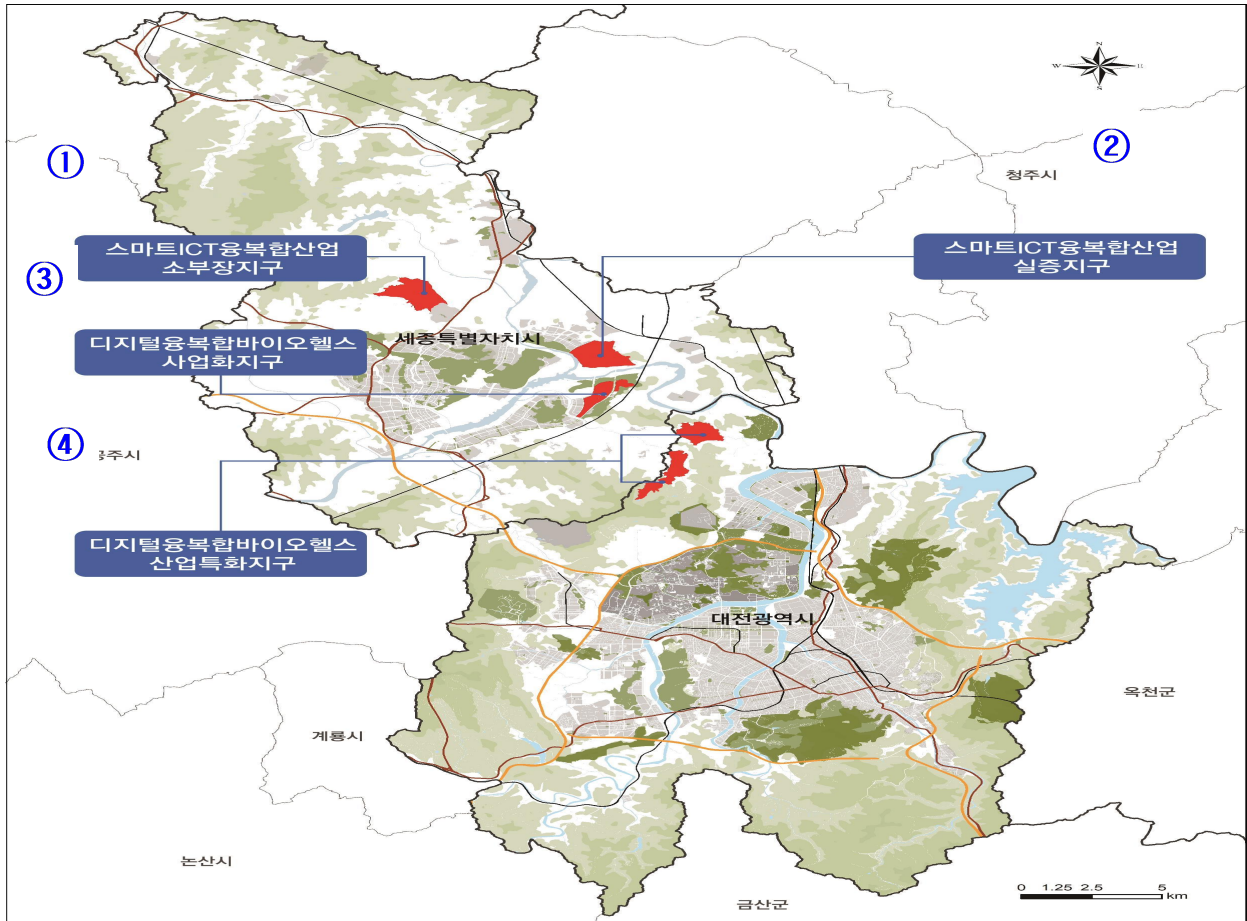 N
W
S
①
②
청주시
스마트ICT융복합산업
소부장지구
스마트ICT융복합산업
실증지구
③
세종특별자치시
디지털융복합바이오헬스
사업화지구
④
공주시
디지털융복합바이오헬스
산업특화지구
대전광역시
옥천군
계룡시
논산시
금산군
0 1.25 2.5 5
km